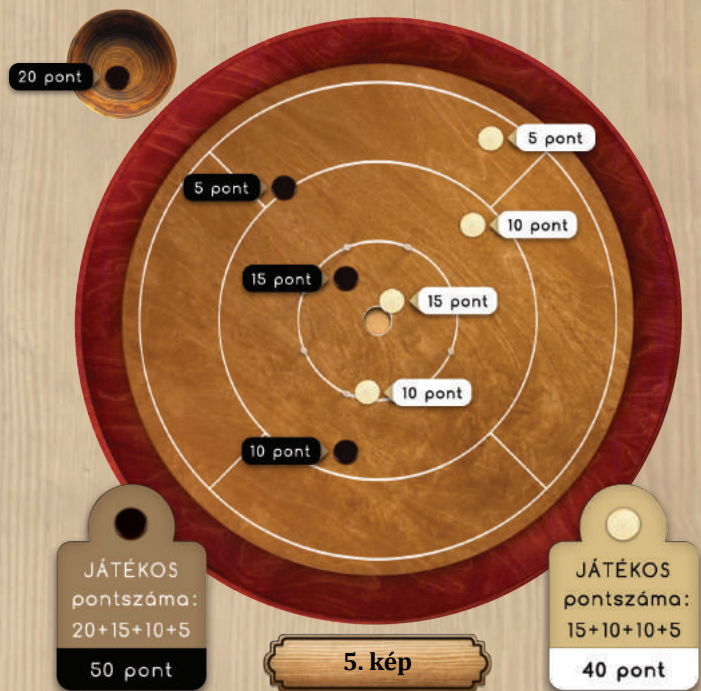 20 pont
5 pont
5 pont
10 pont
15 pont
15 pont
10 pont
10 pont
JÁTÉKOS
pontszáma:
20+15+10+5
50 pont
5. kép
JÁTÉKOS
pontszáma:
15+10+10+5
40 pont